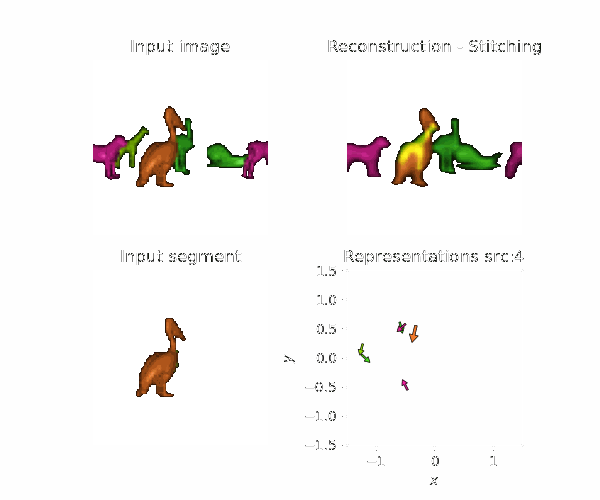 Input image
Reconstruction - Stitching
Input segment
Representations src:4
1.5
1.0
0.5
0.0
−0.5
−1.0
−1.5
y
−1 0 1
x